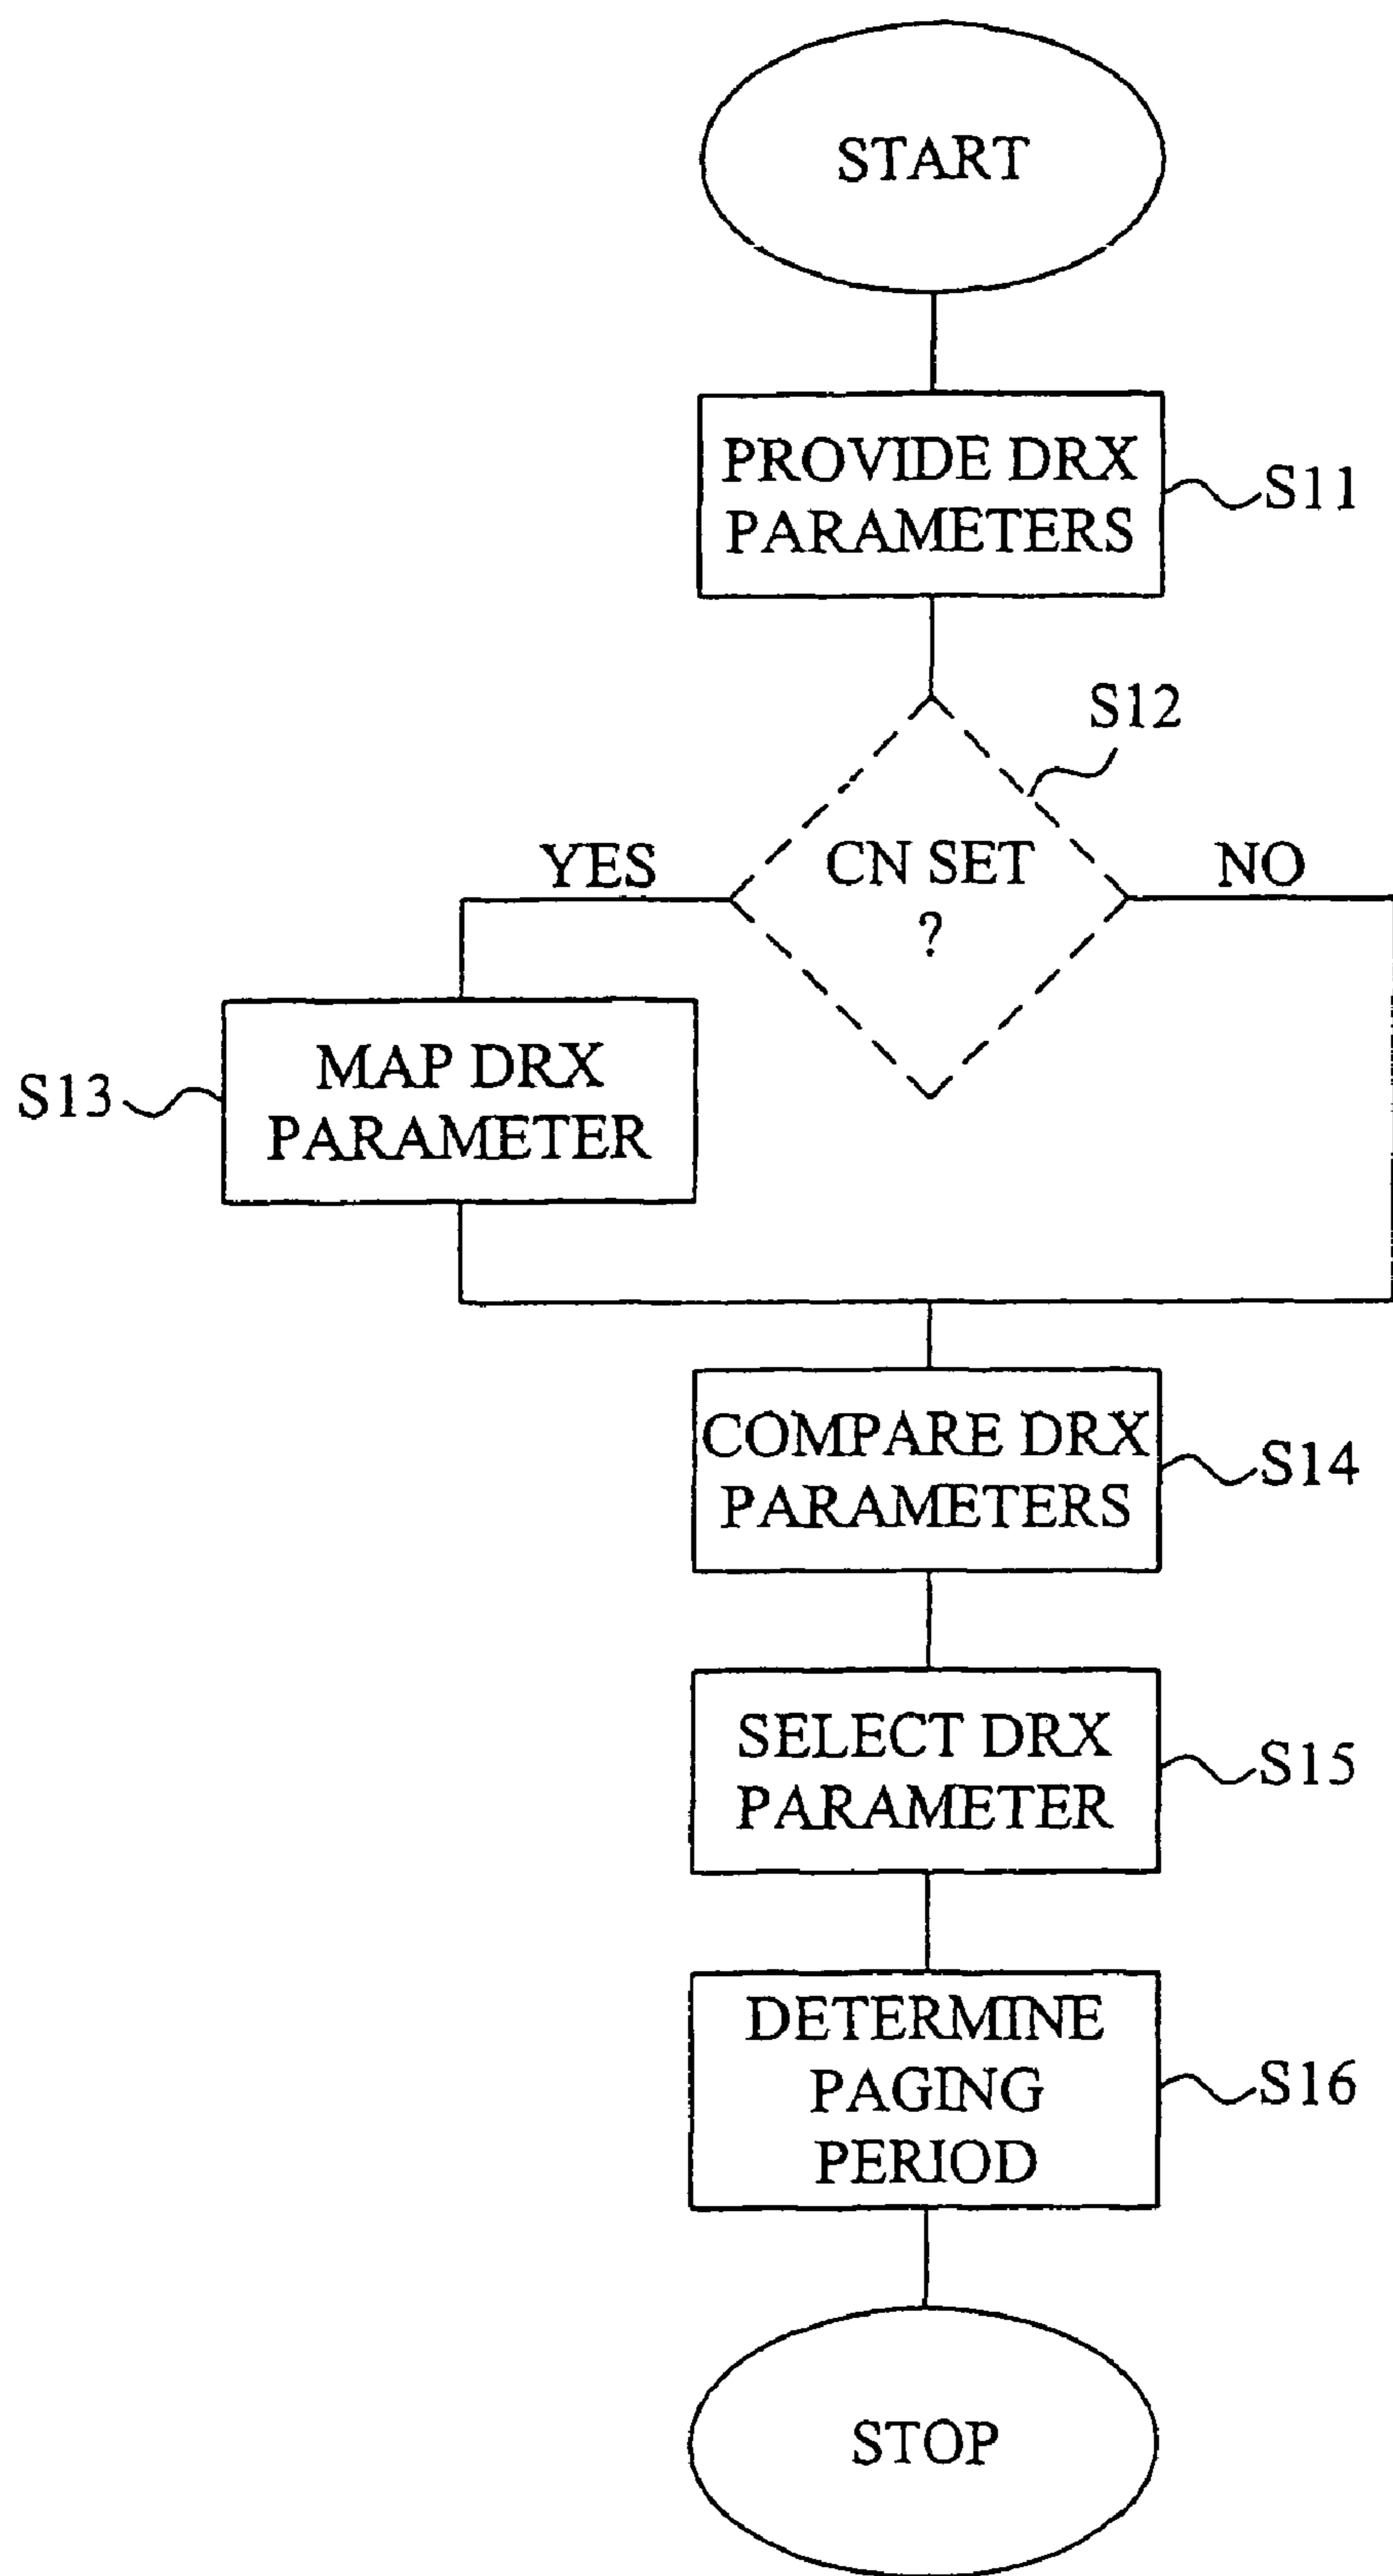 START
PROVIDE DRX
PARAMETERS
S11
S12
CN SET
?
YES
NO
MAP DRX
PARAMETER
S13
COMPARE DRX
PARAMETERS
S14
SELECT DRX
PARAMETER
S15
DETERMINE
PAGING
PERIOD
S16
STOP